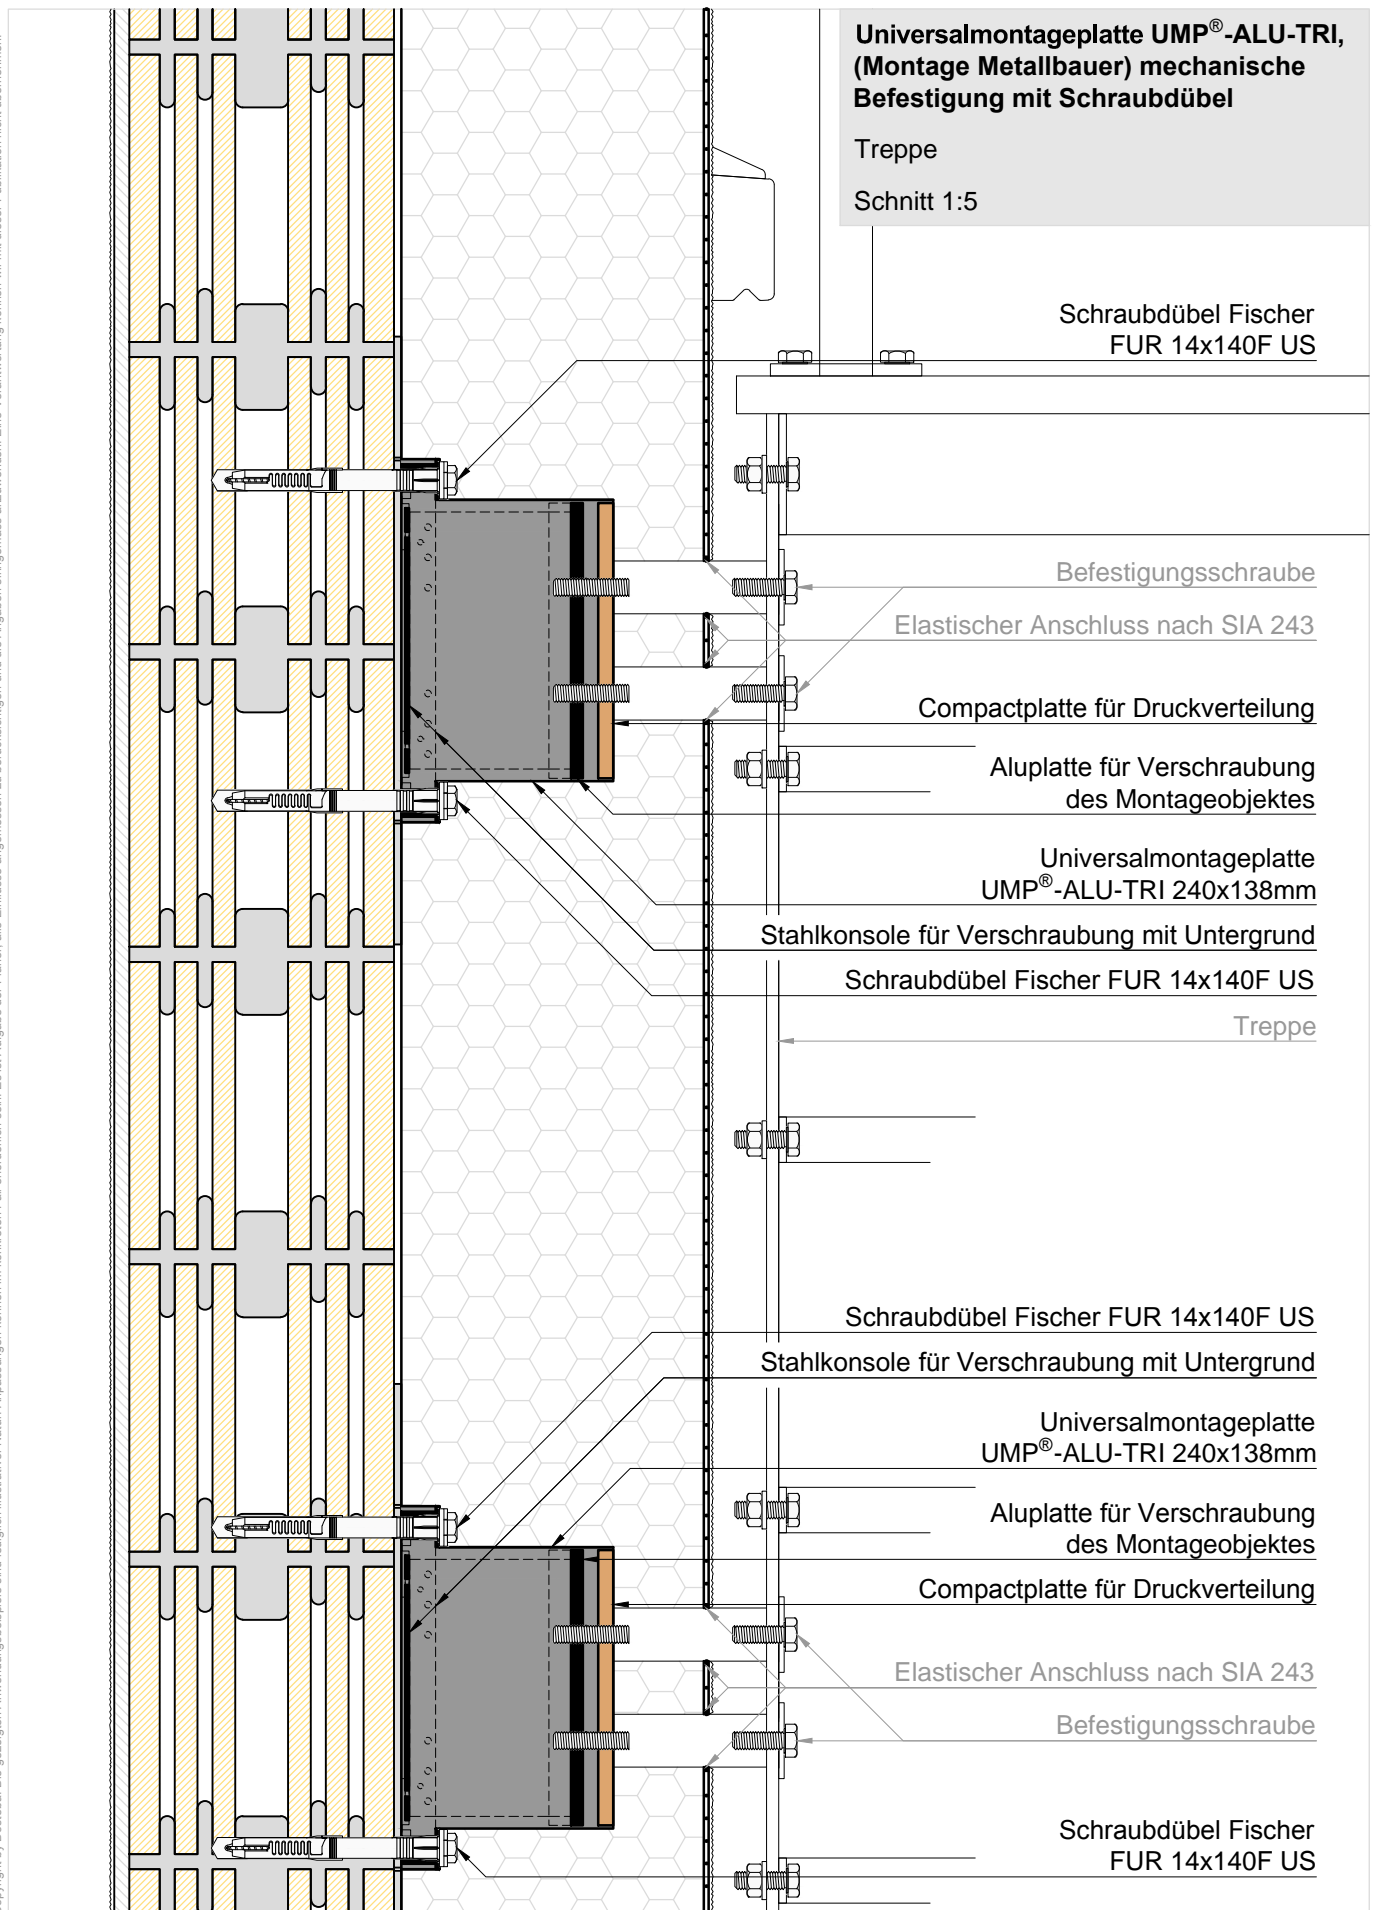 Universalmontageplatte UMP®-ALU-TRI,
(Montage Metallbauer) mechanische
Befestigung mit Schraubdübel
Treppe
Schnitt 1:5
Schraubdübel Fischer
FUR 14x140F US
Befestigungsschraube
Elastischer Anschluss nach SIA 243
Compactplatte für Druckverteilung
Aluplatte für Verschraubung
des Montageobjektes
Universalmontageplatte
UMP®-ALU-TRI 240x138mm
Stahlkonsole für Verschraubung mit Untergrund
Schraubdübel Fischer FUR 14x140F US
Treppe
Schraubdübel Fischer FUR 14x140F US
Stahlkonsole für Verschraubung mit Untergrund
Universalmontageplatte
UMP®-ALU-TRI 240x138mm
Aluplatte für Verschraubung
des Montageobjektes
Compactplatte für Druckverteilung
Elastischer Anschluss nach SIA 243
Befestigungsschraube
Schraubdübel Fischer
FUR 14x140F US